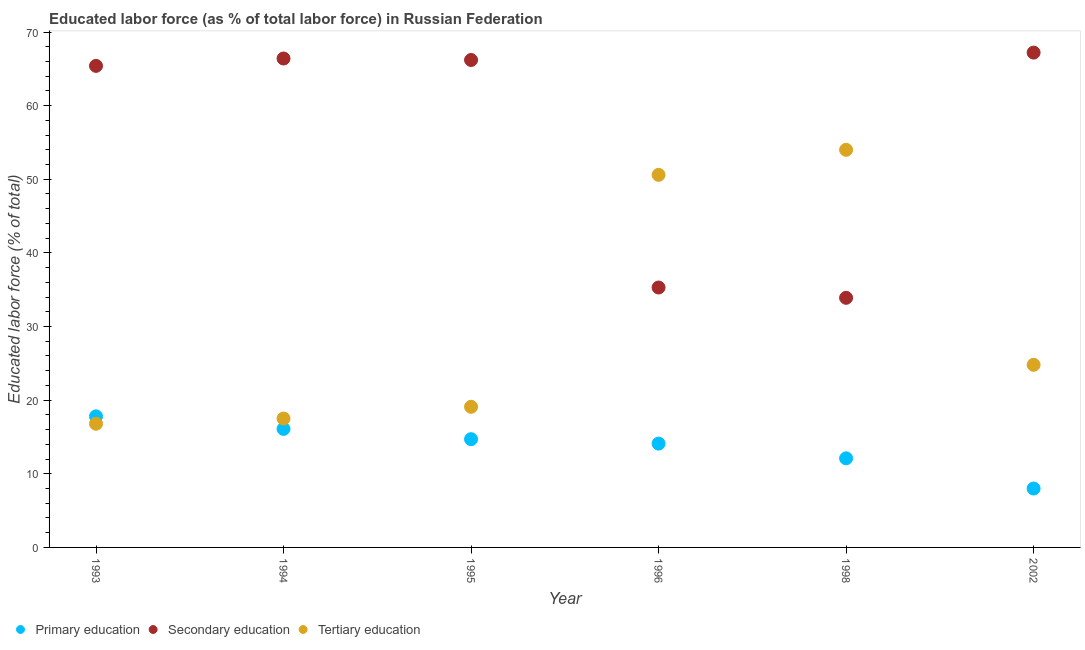 Educated labor force (as % of total labor force) in Russian Federation
Educated labor force (% of total)
70
60
50
40
30
20
10
0
1993
1994
1995
1996
1998
2002
Year
Primary education
Secondary education
Tertiary education